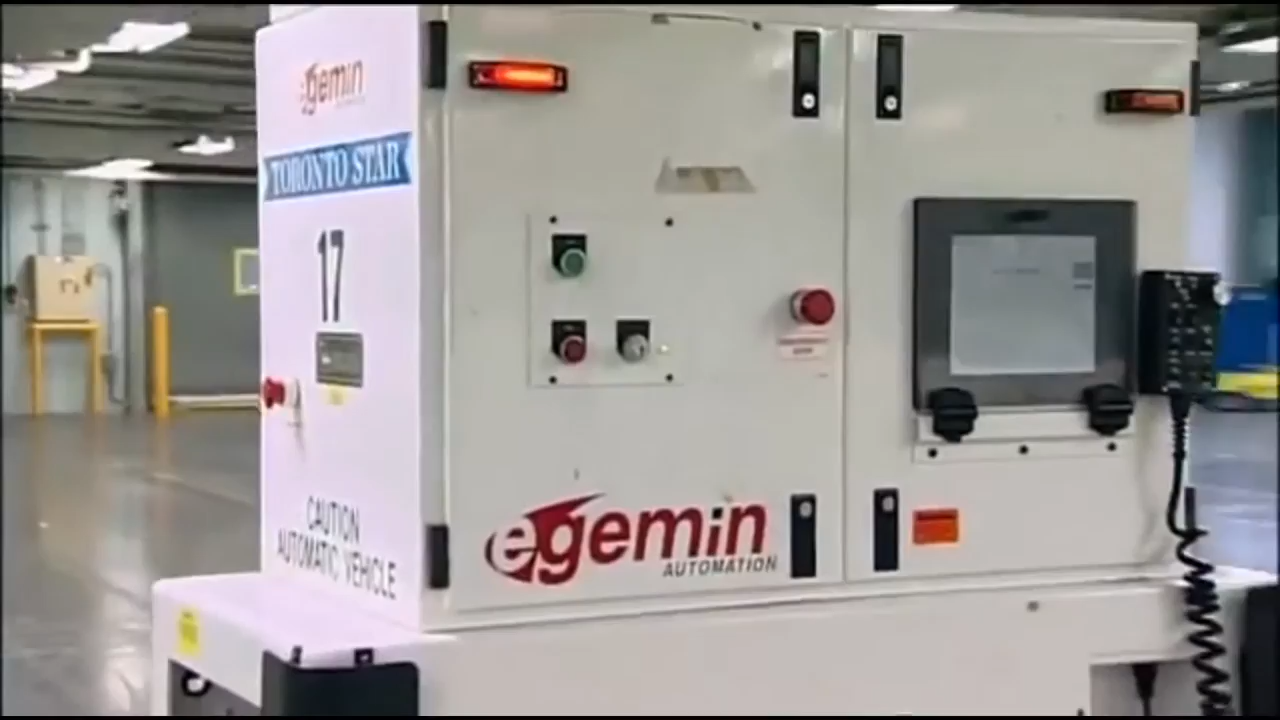 egemin
TORONTO STAR
17
CAUTION
AUTOMATIC VEHICLE
egemin
AUTOMATION